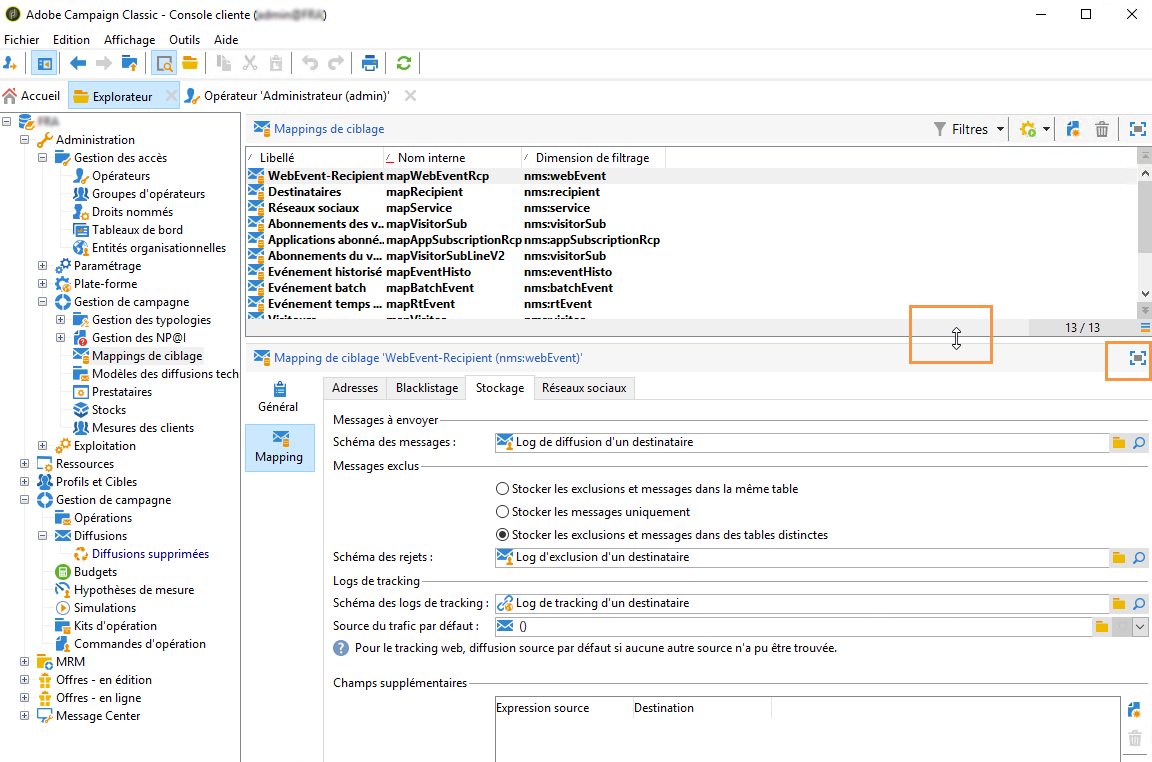 Adobe Campaign Classic - Console cliente (
)
Fichier Edition Affichage Outils Aide
Accueil Explorateur Opérateur 'Administrateur (admin)'
Administration
Gestion des accès
Opérateurs
Groupes d'opérateurs
Droits nommés
Tableaux de bord
Entités organisationnelles
Paramétrage
Plate-forme
Gestion de campagne
Gestion des typologies
Gestion des NP@I
Mappings de ciblage
Modèles des diffusions tech
Prestataires
Stocks
Mesures des clients
Exploitation
Ressources
Profils et Cibles
Gestion de campagne
Opérations
Diffusions
Diffusions supprimées
Budgets
Hypothèses de mesure
Simulations
Kits d'opération
Commandes d'opération
MRM
Offres - en édition
Offres - en ligne
Message Center
Mappings de ciblage Filtres
Libellé Nom interne Dimension de filtrage
WebEvent-Recipient mapWebEventRcp nms:webEvent
Destinataires mapRecipient nms:recipient
Réseaux sociaux mapService nms:service
Abonnements des v... mapVisitorSub nms:visitorSub
Applications abonné... mapAppSubscriptionRcp nms:appSubscriptionRcp
Abonnements du v... mapVisitorSubLineV2 nms:visitorSub
Evénement historisé mapEventHisto nms:eventHisto
Evénement batch mapBatchEvent nms:batchEvent
Evénement temps ... mapRtEvent nms:rtEvent
Visiteurs mapVisitor nms:visitor
13 / 13
Mapping de ciblage 'WebEvent-Recipient (nms:webEvent)'
Général
Mapping
Adresses Blacklistage Stockage Réseaux sociaux
Messages à envoyer
Schéma des messages : Log de diffusion d'un destinataire
Messages exclus
Stocker les exclusions et messages dans la même table
Stocker les messages uniquement
Stocker les exclusions et messages dans des tables distinctes
Schéma des rejets : Log d'exclusion d'un destinataire
Logs de tracking
Schéma des logs de tracking : Log de tracking d'un destinataire
Source du trafic par défaut : ()
Pour le tracking web, diffusion source par défaut si aucune autre source n'a pu être trouvée.
Champs supplémentaires
Expression source Destination